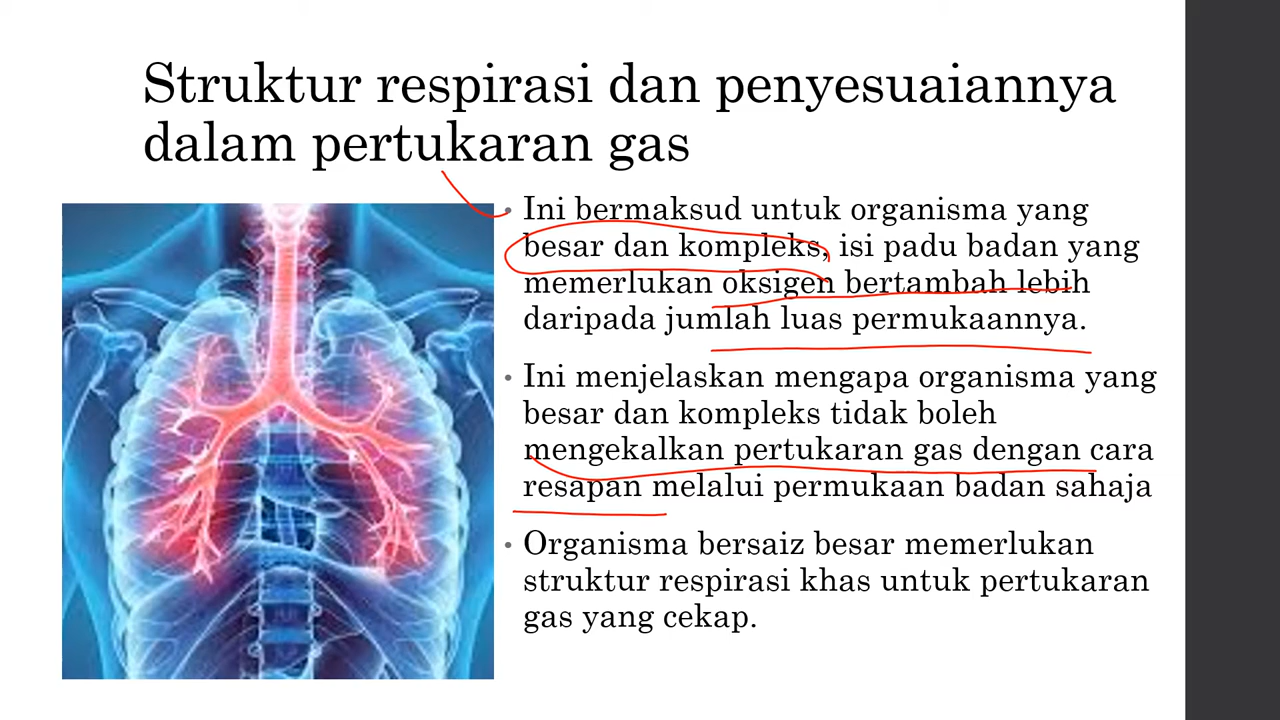 Struktur respirasi dan penyesuaiannya
dalam pertukaran gas
• Ini bermaksud untuk organisma yang
besar dan kompleks, isi padu badan yang
memerlukan oksigen bertambah lebih
daripada jumlah luas permukaannya.
• Ini menjelaskan mengapa organisma yang
besar dan kompleks tidak boleh
mengekalkan pertukaran gas dengan cara
resapan melalui permukaan badan sahaja
• Organisma bersaiz besar memerlukan
struktur respirasi khas untuk pertukaran
gas yang cekap.